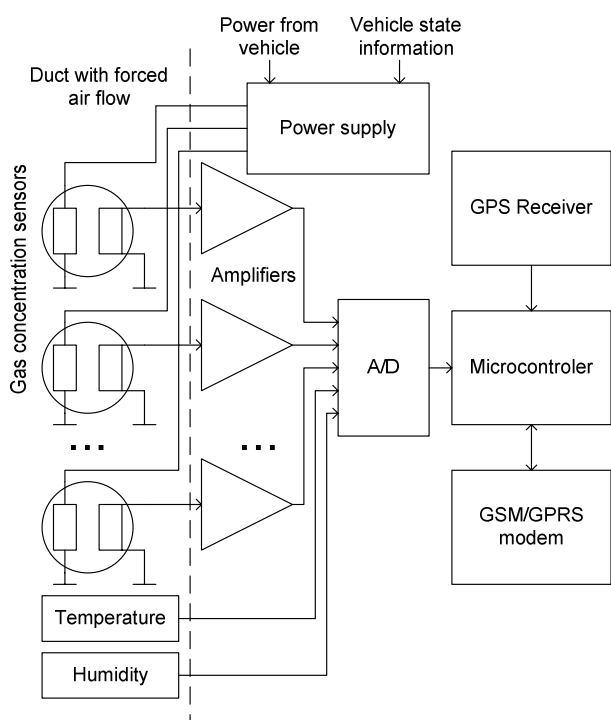 Power from
vehicle
Vehicle state
information
Duct with forced
air flow
Power supply
Gas concentration sensors
GPS Receiver
Amplifiers
A/D
Microcontroler
GSM/GPRS
modem
Temperature
Humidity